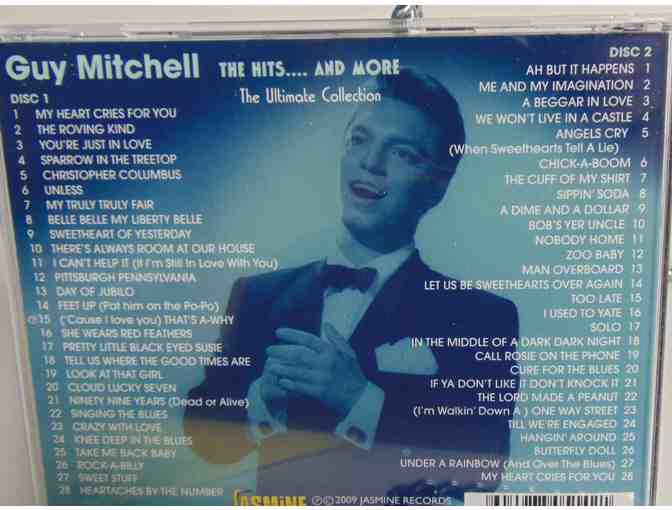 Guy Mitchell THE HITS.... AND MORE
The Ultimate Collection
DISC 1
1 MY HEART CRIES FOR YOU
2 THE ROVING KIND
3 YOU'RE JUST IN LOVE
4 SPARROW IN THE TREETOP
5 CHRISTOPHER COLUMBUS
6 UNLESS
7 MY TRULY TRULY FAIR
8 BELLE BELLE MY LIBERTY BELLE
9 SWEETHEART OF YESTERDAY
10 THERE'S ALWAYS ROOM AT OUR HOUSE
11 I CAN'T HELP IT (If I'm Still In Love With You)
12 PITTSBURGH PENNSYLVANIA
13 DAY OF JUBILO
14 FEET UP (Pat him on the Po-Po)
℗15 ('Cause I love you) THAT'S A-WHY
16 SHE WEARS RED FEATHERS
17 PRETTY LITTLE BLACK EYED SUSIE
18 TELL US WHERE THE GOOD TIMES ARE
19 LOOK AT THAT GIRL
20 CLOUD LUCKY SEVEN
21 NINETY NINE YEARS (Dead or Alive)
22 SINGING THE BLUES
23 CRAZY WITH LOVE
24 KNEE DEEP IN THE BLUES
25 TAKE ME BACK BABY
26 ROCK-A-BILLY
27 SWEET STUFF
28 HEARTACHES BY THE NUMBER
DISC 2
AH BUT IT HAPPENS 1
ME AND MY IMAGINATION 2
A BEGGAR IN LOVE 3
WE WON'T LIVE IN A CASTLE 4
ANGELS CRY 5
(When Sweethearts Tell A Lie)
CHICK-A-BOOM 6
THE CUFF OF MY SHIRT 7
SIPPIN' SODA 8
A DIME AND A DOLLAR 9
BOB'S YER UNCLE 10
NOBODY HOME 11
ZOO BABY 12
MAN OVERBOARD 13
LET US BE SWEETHEARTS OVER AGAIN 14
TOO LATE 15
I USED TO YATE 16
SOLO 17
IN THE MIDDLE OF A DARK DARK NIGHT 18
CALL ROSIE ON THE PHONE 19
CURE FOR THE BLUES 20
IF YA DON'T LIKE IT DON'T KNOCK IT 21
THE LORD MADE A PEANUT 22
(I'm Walkin' Down A ) ONE WAY STREET 23
TILL WE'RE ENGAGED 24
HANGIN' AROUND 25
BUTTERFLY DOLL 26
UNDER A RAINBOW (And Over The Blues) 27
MY HEART CRIES FOR YOU 28
JASMINE ℗©2009 JASMINE RECORDS